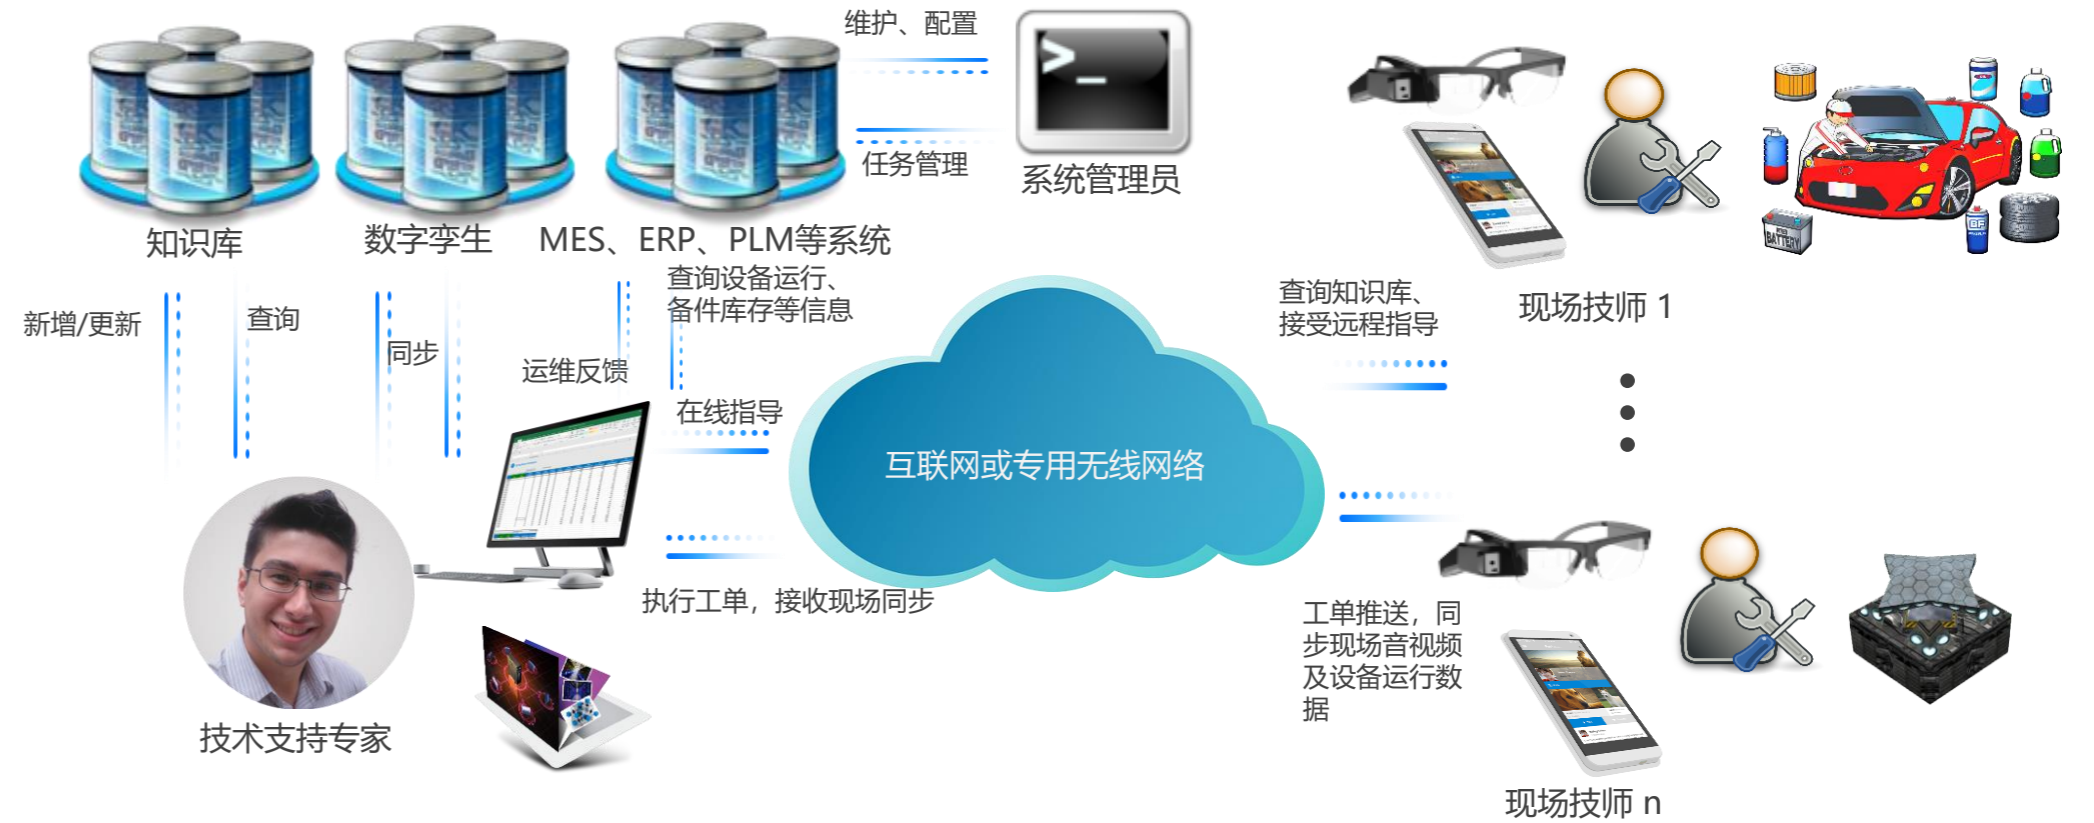 维护、配置
任务管理
系统管理员
知识库
数字孪生
MES、ERP、PLM等系统
查询设备运行、
备件库存等信息
新增/更新
查询
同步
运维反馈
在线指导
互联网或专用无线网络
执行工单，接收现场同步
技术支持专家
查询知识库、
接受远程指导
现场技师 1
BATTERY
工单推送，同
步现场音视频
及设备运行数
据
现场技师 n